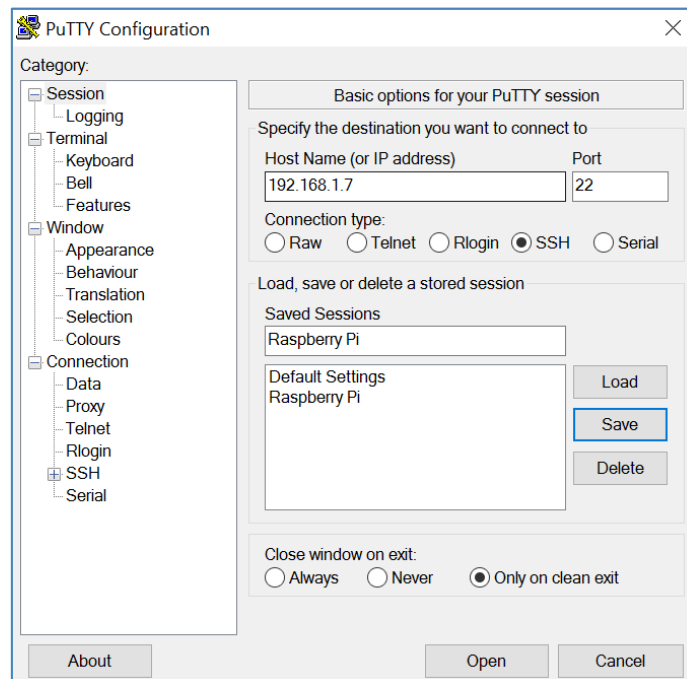 PuTTY Configuration
Category:
Session
Logging
Terminal
Keyboard
Bell
Features
Window
Appearance
Behaviour
Translation
Selection
Colours
Connection
Data
Proxy
Telnet
Rlogin
SSH
Serial
Basic options for your PuTTY session
Specify the destination you want to connect to
Host Name (or IP address) Port
192.168.1.7 22
Connection type:
Raw Telnet Rlogin SSH Serial
Load, save or delete a stored session
Saved Sessions
Raspberry Pi
Default Settings
Raspberry Pi
Load
Save
Delete
Close window on exit:
Always Never Only on clean exit
About Open Cancel